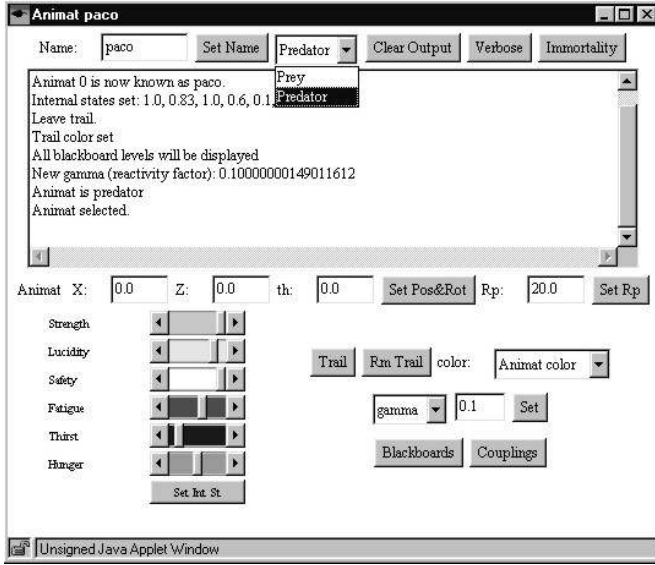 Animat paco
Name: paco Set Name Predator Clear Output Verbose Immortality
Prey
Predator
Animat 0 is now known as paco.
Internal states set: 1.0, 0.83, 1.0, 0.6, 0.1,
Leave trail.
Trail color set
All blackboard levels will be displayed
New gamma (reactivity factor): 0.10000000149011612
Animat is predator
Animat selected.
Animat X: 0.0 Z: 0.0 th: 0.0 Set Pos&Rot Rp: 20.0 Set Rp
Strength
Lucidity
Safety
Fatigue
Thirst
Hunger
Set Int. St.
Trail Rm Trail color: Animat color
gamma 0.1 Set
Blackboards Couplings
Unsigned Java Applet Window